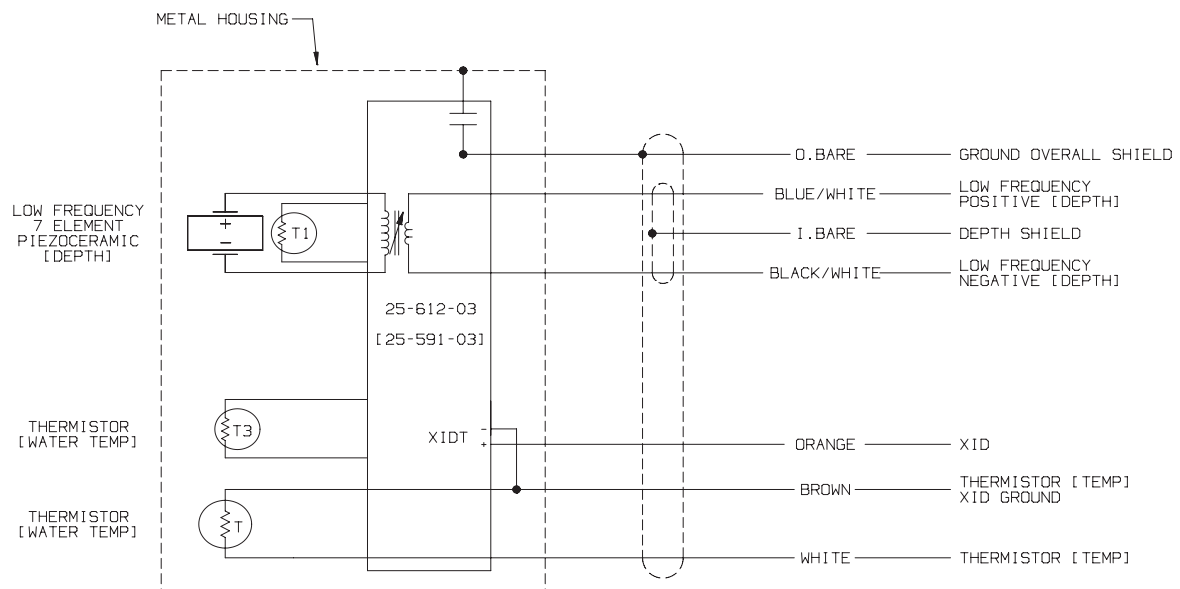 METAL HOUSING
O.BARE
GROUND OVERALL SHIELD
LOW FREQUENCY
7 ELEMENT
PIEZOCERAMIC
[DEPTH]
+
−
T1
BLUE/WHITE
LOW FREQUENCY
POSITIVE [DEPTH]
I.BARE
DEPTH SHIELD
BLACK/WHITE
LOW FREQUENCY
NEGATIVE [DEPTH]
25-612-03
[25-591-03]
THERMISTOR
[WATER TEMP]
T3
XIDT
-
+
ORANGE
XID
THERMISTOR
[WATER TEMP]
T
BROWN
THERMISTOR [TEMP]
XID GROUND
WHITE
THERMISTOR [TEMP]